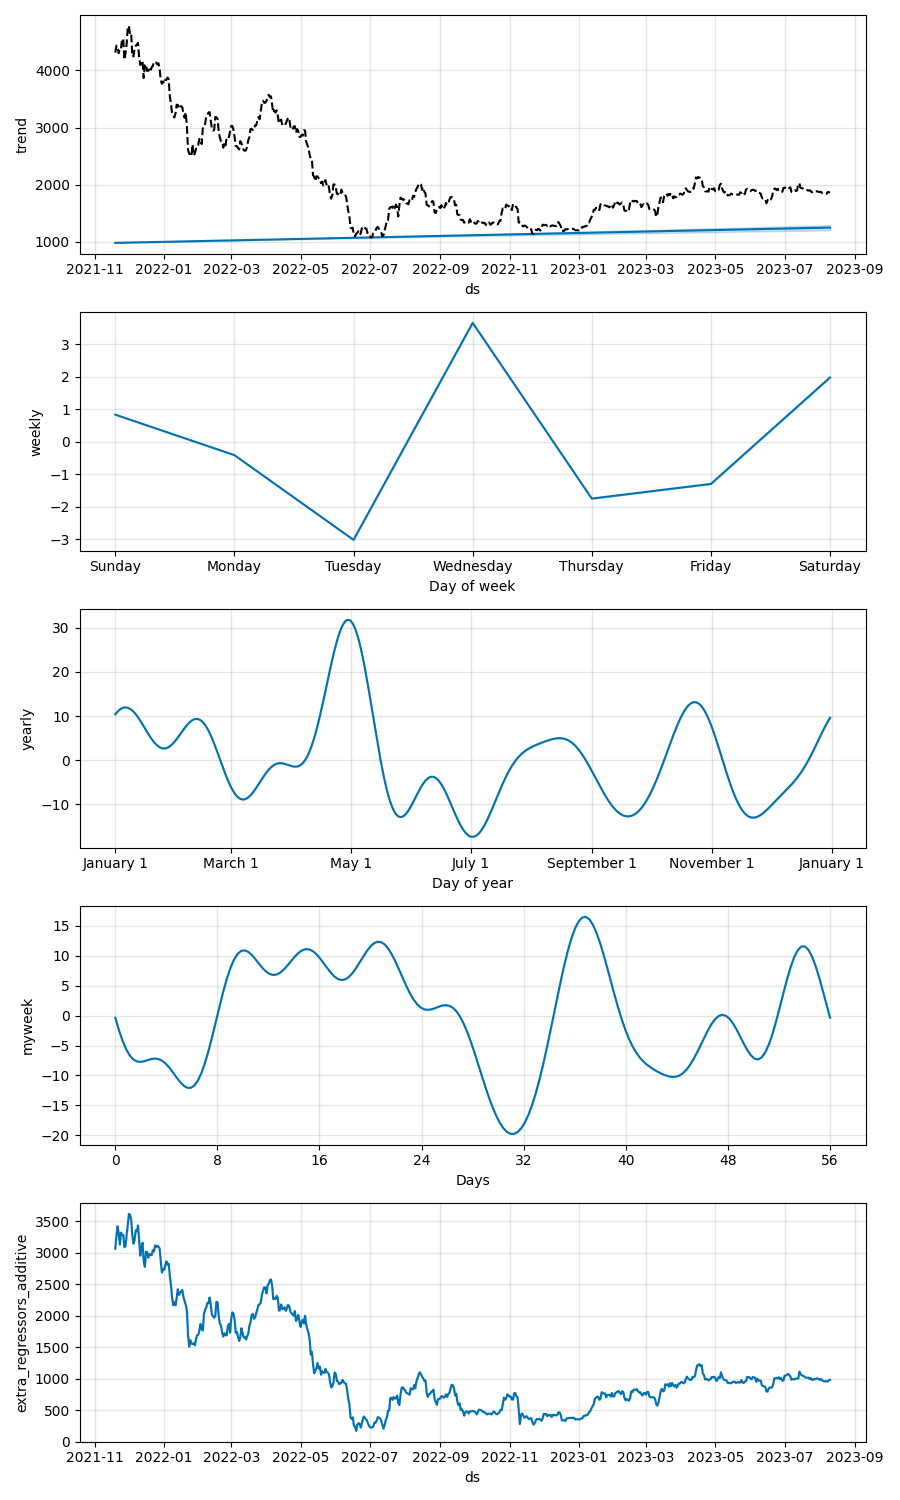 trend
4000
3000
2000
1000
2021-11 2022-01 2022-03 2022-05 2022-07 2022-09 2022-11 2023-01 2023-03 2023-05 2023-07 2023-09
ds
weekly
3
2
1
0
−1
−2
−3
Sunday Monday Tuesday Wednesday Thursday Friday Saturday
Day of week
yearly
30
20
10
0
−10
January 1 March 1 May 1 July 1 September 1 November 1 January 1
Day of year
myweek
15
10
5
0
−5
−10
−15
−20
0 8 16 24 32 40 48 56
Days
extra_regressors_additive
3500
3000
2500
2000
1500
1000
500
0
2021-11 2022-01 2022-03 2022-05 2022-07 2022-09 2022-11 2023-01 2023-03 2023-05 2023-07 2023-09
ds